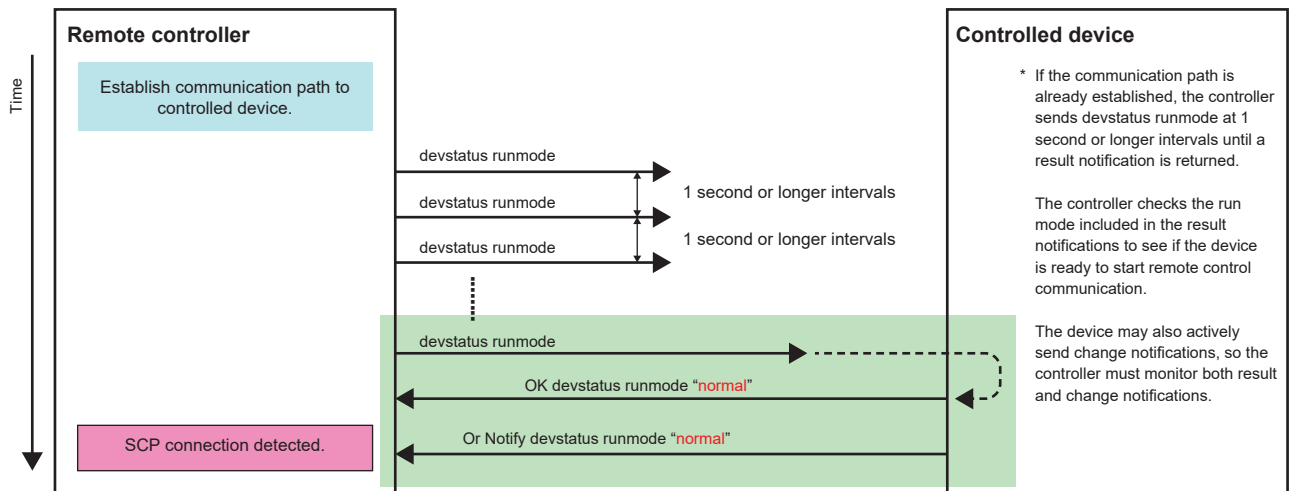 Remote controller
Time
Establish communication path to
controlled device.
devstatus runmode
1 second or longer intervals
devstatus runmode
1 second or longer intervals
devstatus runmode
devstatus runmode
OK devstatus runmode “normal”
SCP connection detected.
Or Notify devstatus runmode “normal”
Controlled device
* If the communication path is
already established, the controller
sends devstatus runmode at 1
second or longer intervals until a
result notification is returned.
The controller checks the run
mode included in the result
notifications to see if the device
is ready to start remote control
communication.
The device may also actively
send change notifications, so the
controller must monitor both result
and change notifications.